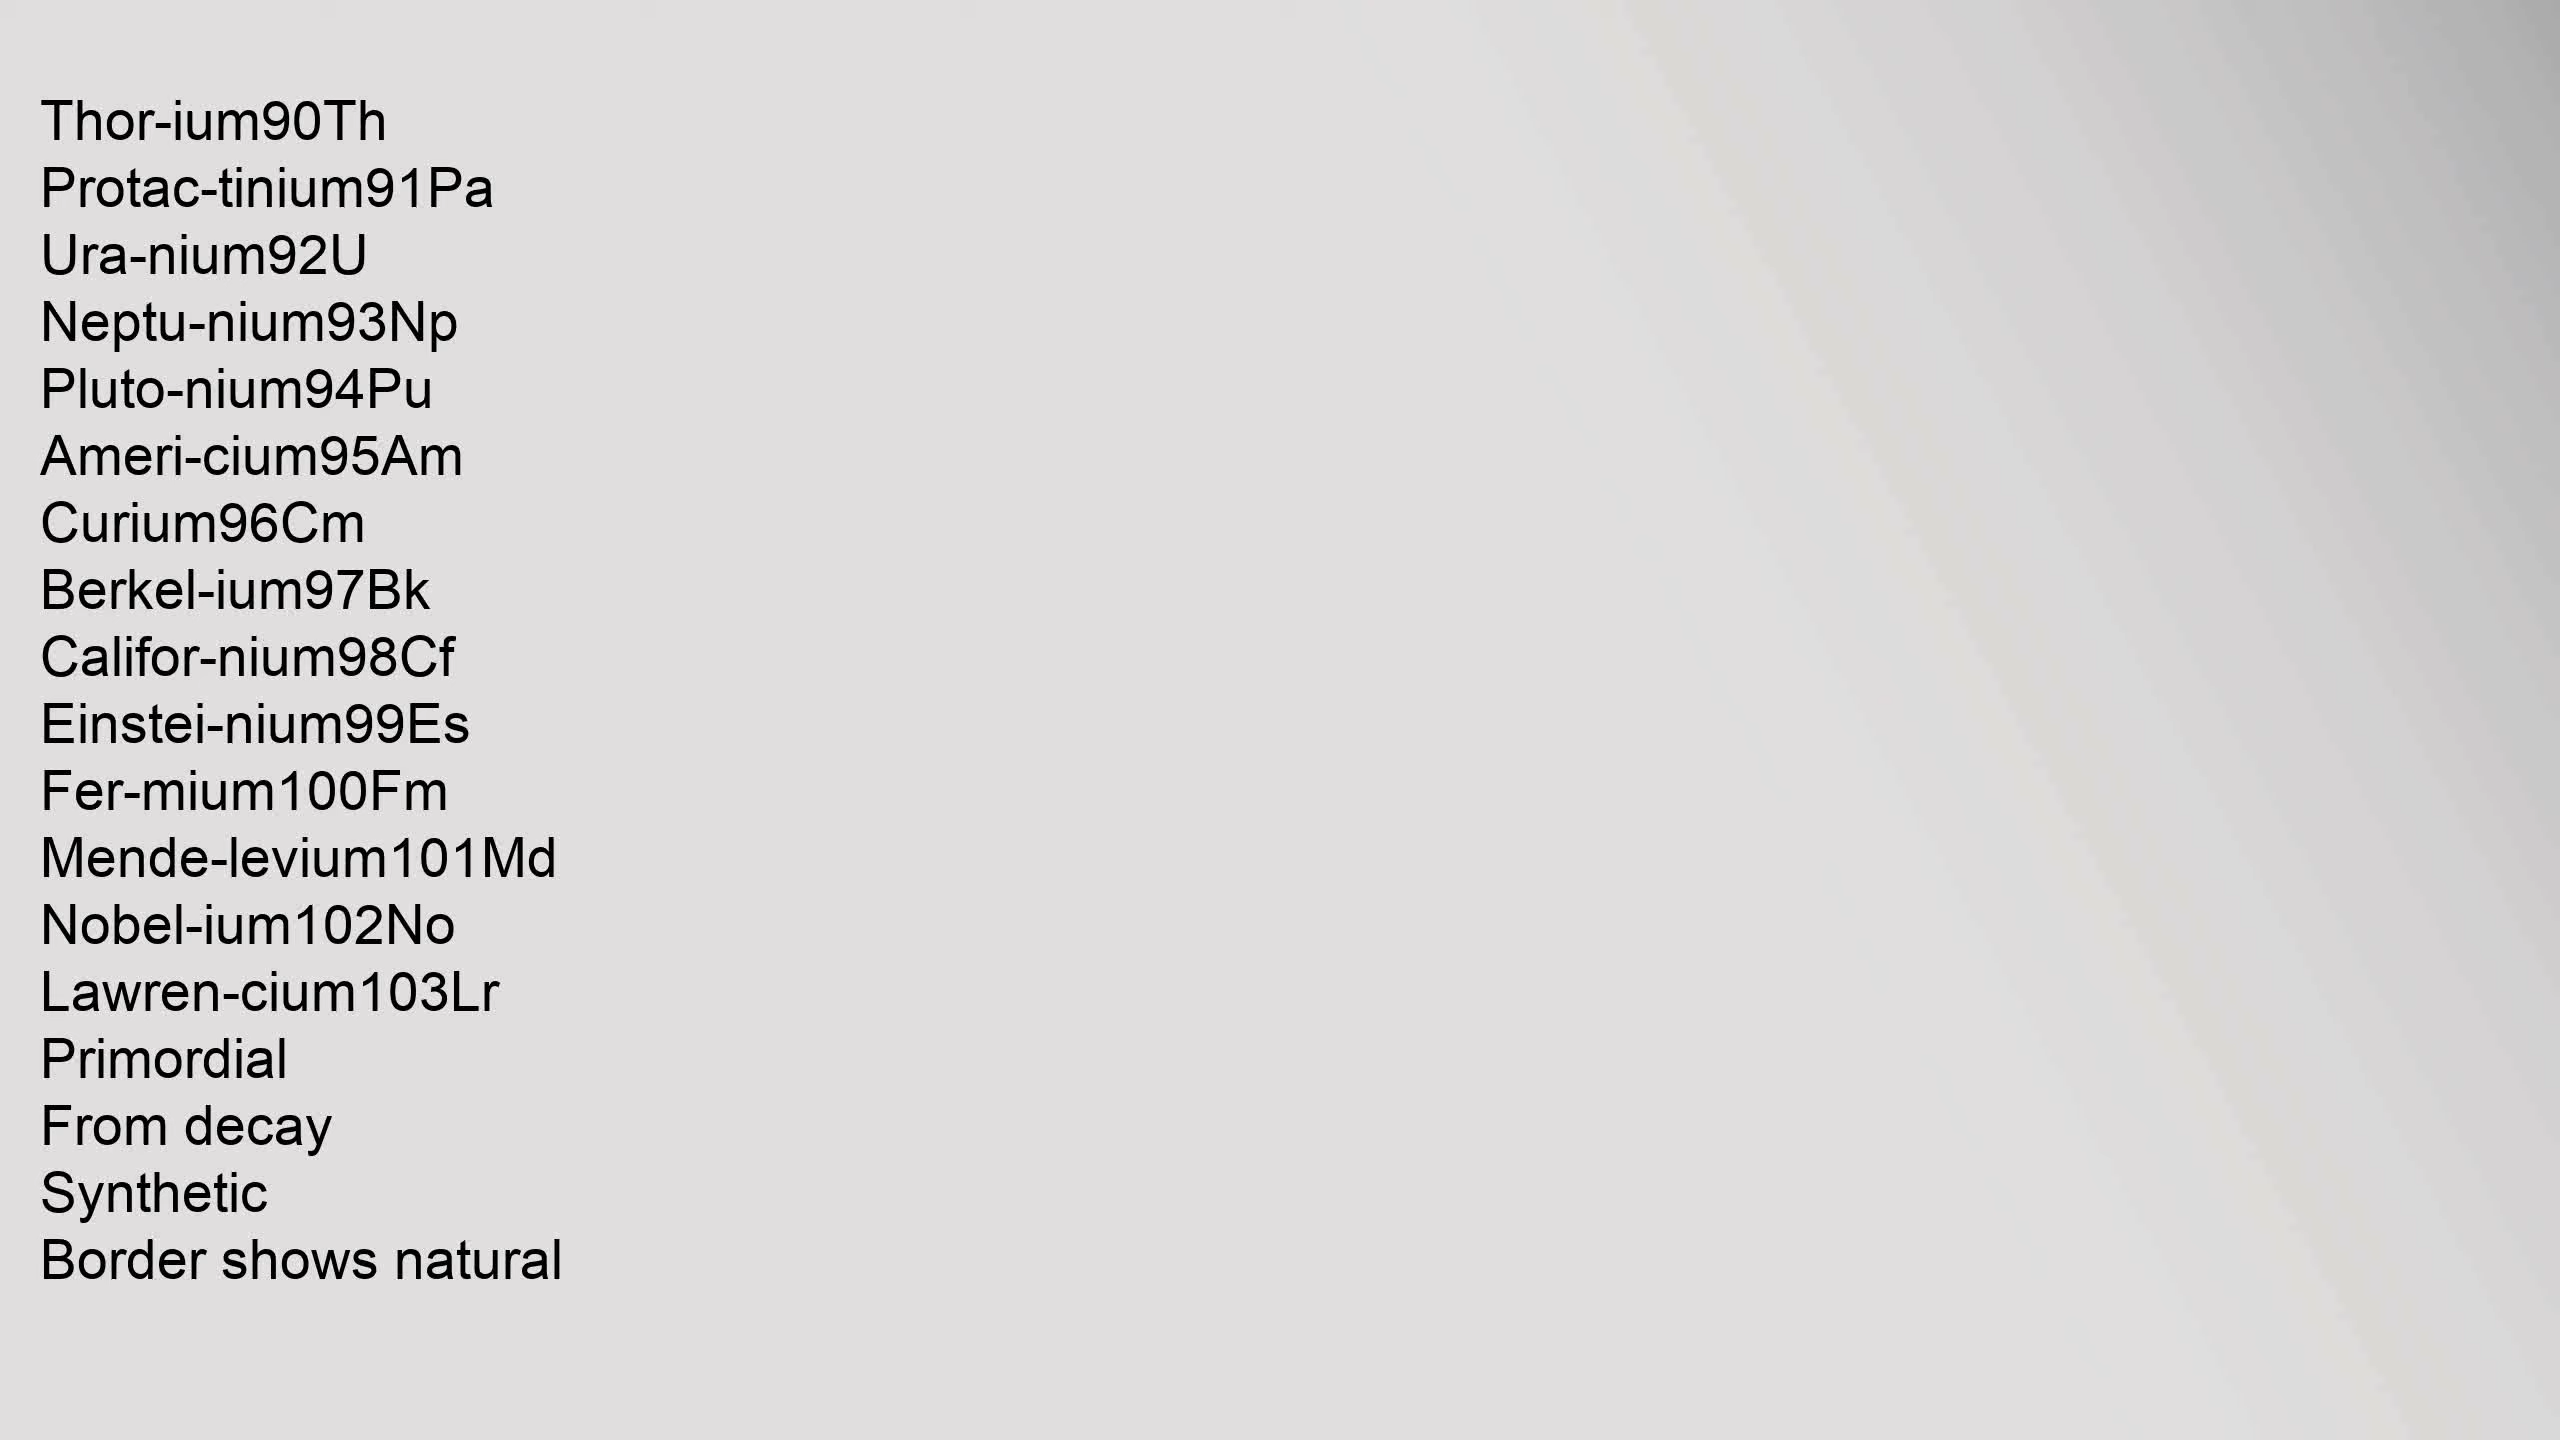 Thor-ium90Th
Protac-tinium91Pa
Ura-nium92U
Neptu-nium93Np
Pluto-nium94Pu
Ameri-cium95Am
Curium96Cm
Berkel-ium97Bk
Califor-nium98Cf
Einstei-nium99Es
Fer-mium100Fm
Mende-levium101Md
Nobel-ium102No
Lawren-cium103Lr
Primordial
From decay
Synthetic
Border shows natural